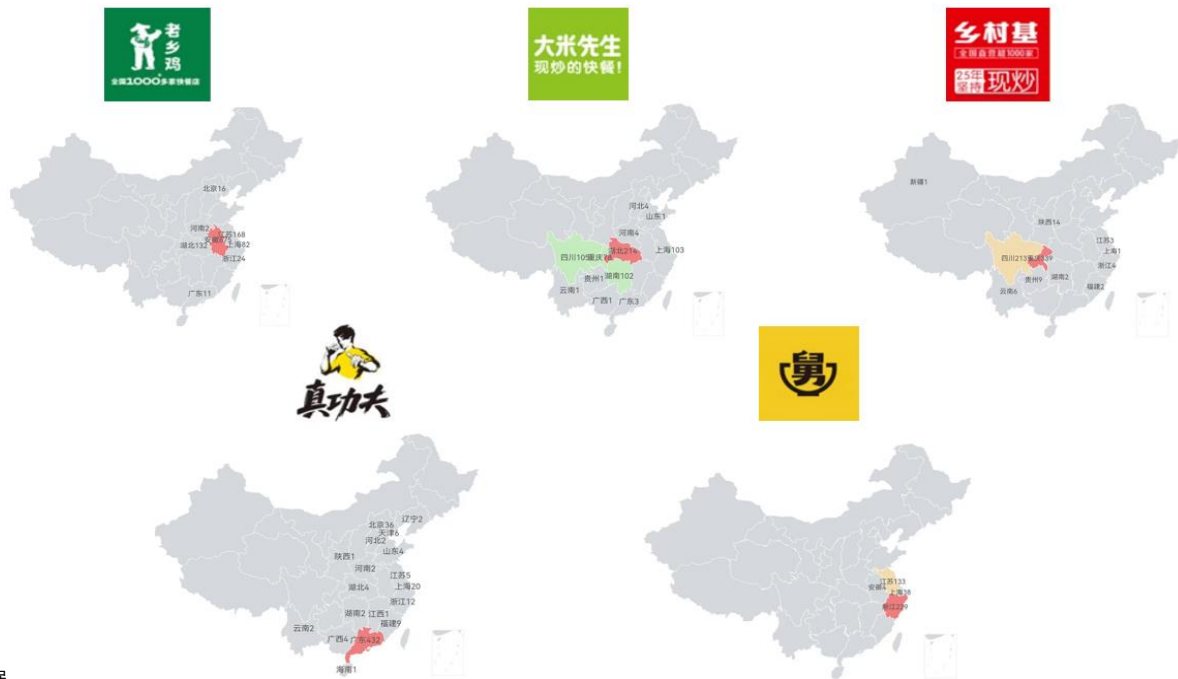 老乡鸡
全国1000多家快餐店
大米先生
现炒的快餐!
乡村基
全国直营超1000家
25年坚持
现炒
北京16
河南2
江苏168
湖北132
上海82
浙江24
广东11
河北4
山东1
河南4
湖北214
上海103
四川105
湖南102
贵州1
云南1
广西1
广东3
新疆1
陕西14
江苏3
上海1
四川213
重庆339
浙江4
贵州9
湖南2
云南6
福建2
真功夫
舅
辽宁2
北京36
天津6
河北2
山东4
陕西1
河南2
江苏5
湖北4
上海20
浙江12
湖南2
江西1
福建9
云南2
广西4
广东432
海南1
江苏133
安徽4
上海38
浙江229